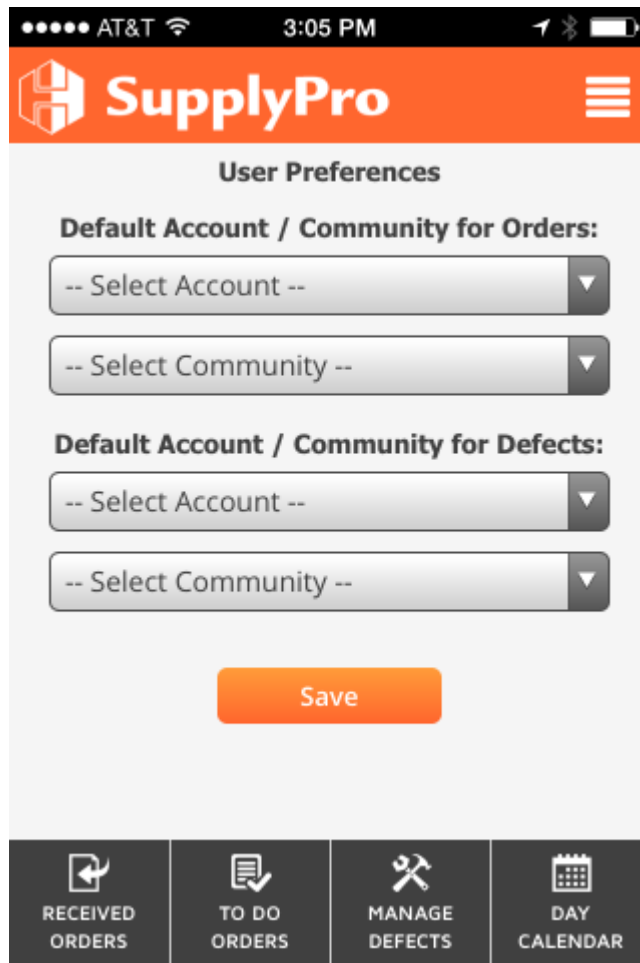 AT&T 3:05 PM
SupplyPro
User Preferences
Default Account / Community for Orders:
-- Select Account --
-- Select Community --
Default Account / Community for Defects:
-- Select Account --
-- Select Community --
Save
RECEIVED
ORDERS
TO DO
ORDERS
MANAGE
DEFECTS
DAY
CALENDAR